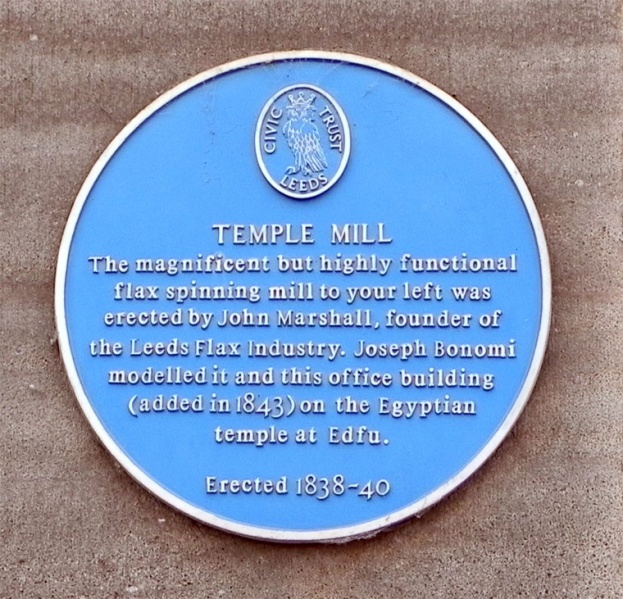 CIVIC TRUST
LEEDS
TEMPLE MILL
The magnificent but highly functional
flax spinning mill to your left was
erected by John Marshall, founder of
the Leeds Flax Industry. Joseph Bonomi
modelled it and this office building
(added in 1843) on the Egyptian
temple at Edfu.
Erected 1838-40